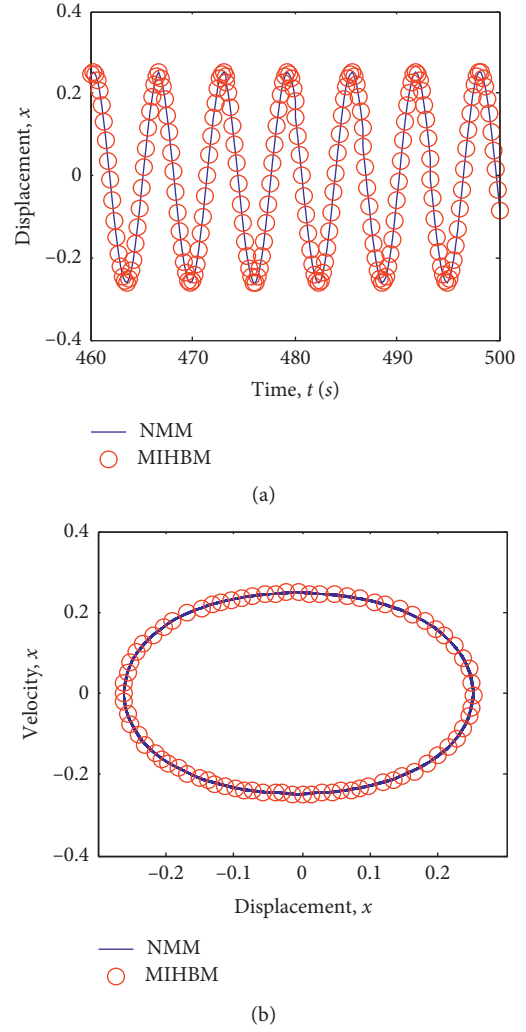 0.4
0.2
0
−0.2
−0.4
Displacement, x
460 470 480 490 500
Time, t (s)
NMM
MIHBM
(a)
0.4
0.2
0
−0.2
−0.4
Velocity, x
−0.2 −0.1 0 0.1 0.2
Displacement, x
NMM
MIHBM
(b)